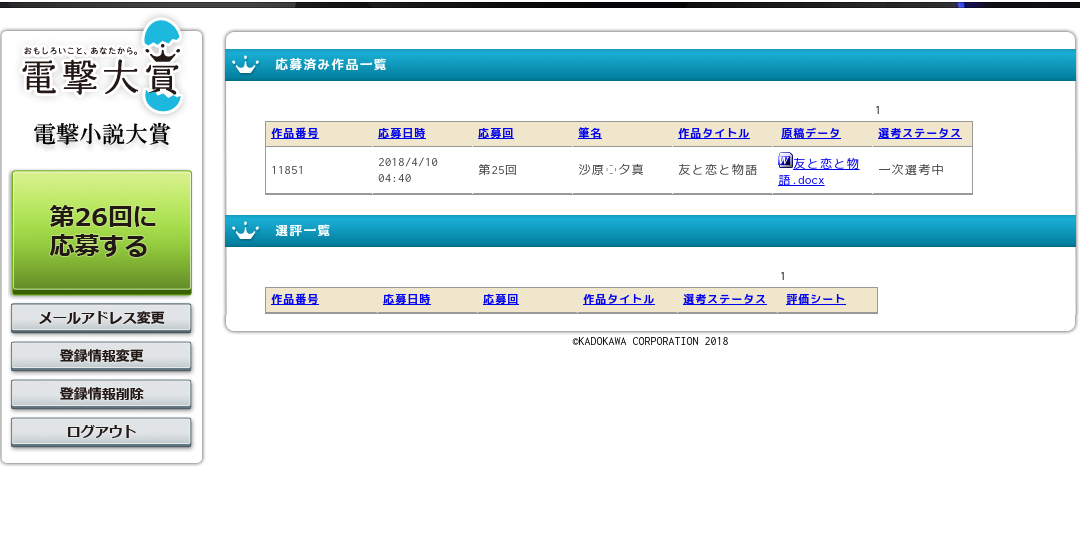 おもしろいこと、あなたから。
電撃大賞
電撃小説大賞
第26回に
応募する
メールアドレス変更
登録情報変更
登録情報削除
ログアウト
応募済み作品一覧
1
作品番号 応募日時 応募回 筆名 作品タイトル 原稿データ 選考ステータス
11851 2018/4/10 04:40 第25回 沙原·夕真 友と恋と物語 友と恋と物語.docx 一次選考中
選評一覧
1
作品番号 応募日時 応募回 作品タイトル 選考ステータス 評価シート
©KADOKAWA CORPORATION 2018